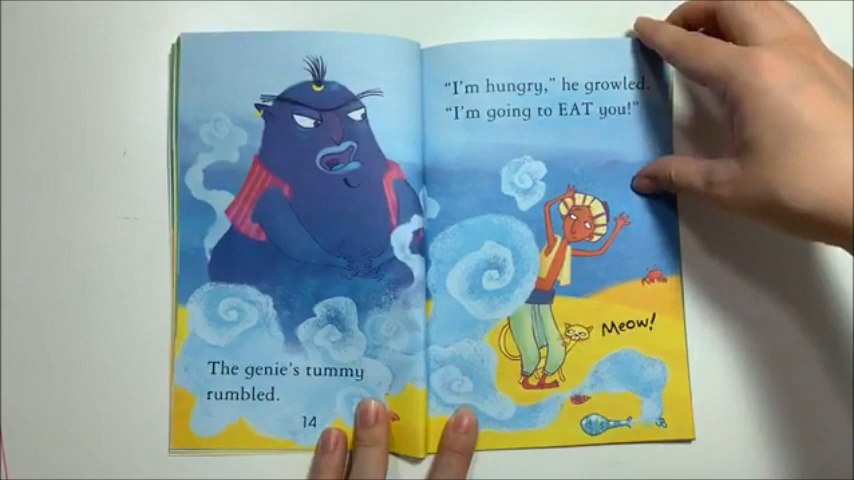 The genie's tummy
rumbled.
14
"I'm hungry," he growled.
"I'm going to EAT you!"
Meow!